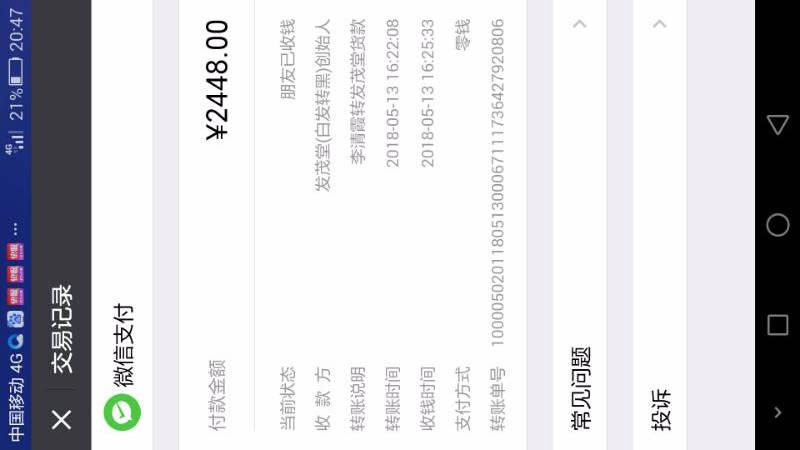 中国移动 4G ... 4G 21% 20:47
交易记录
微信支付
付款金额 ¥2448.00
当前状态 朋友已收钱
收 款 方 发茂堂(白发转黑)创始人
转账说明 李清霞转发茂堂货款
转账时间 2018-05-13 16:22:08
收钱时间 2018-05-13 16:25:33
支付方式 零钱
转账单号 100005020118051300067111736427920806
常见问题
投诉